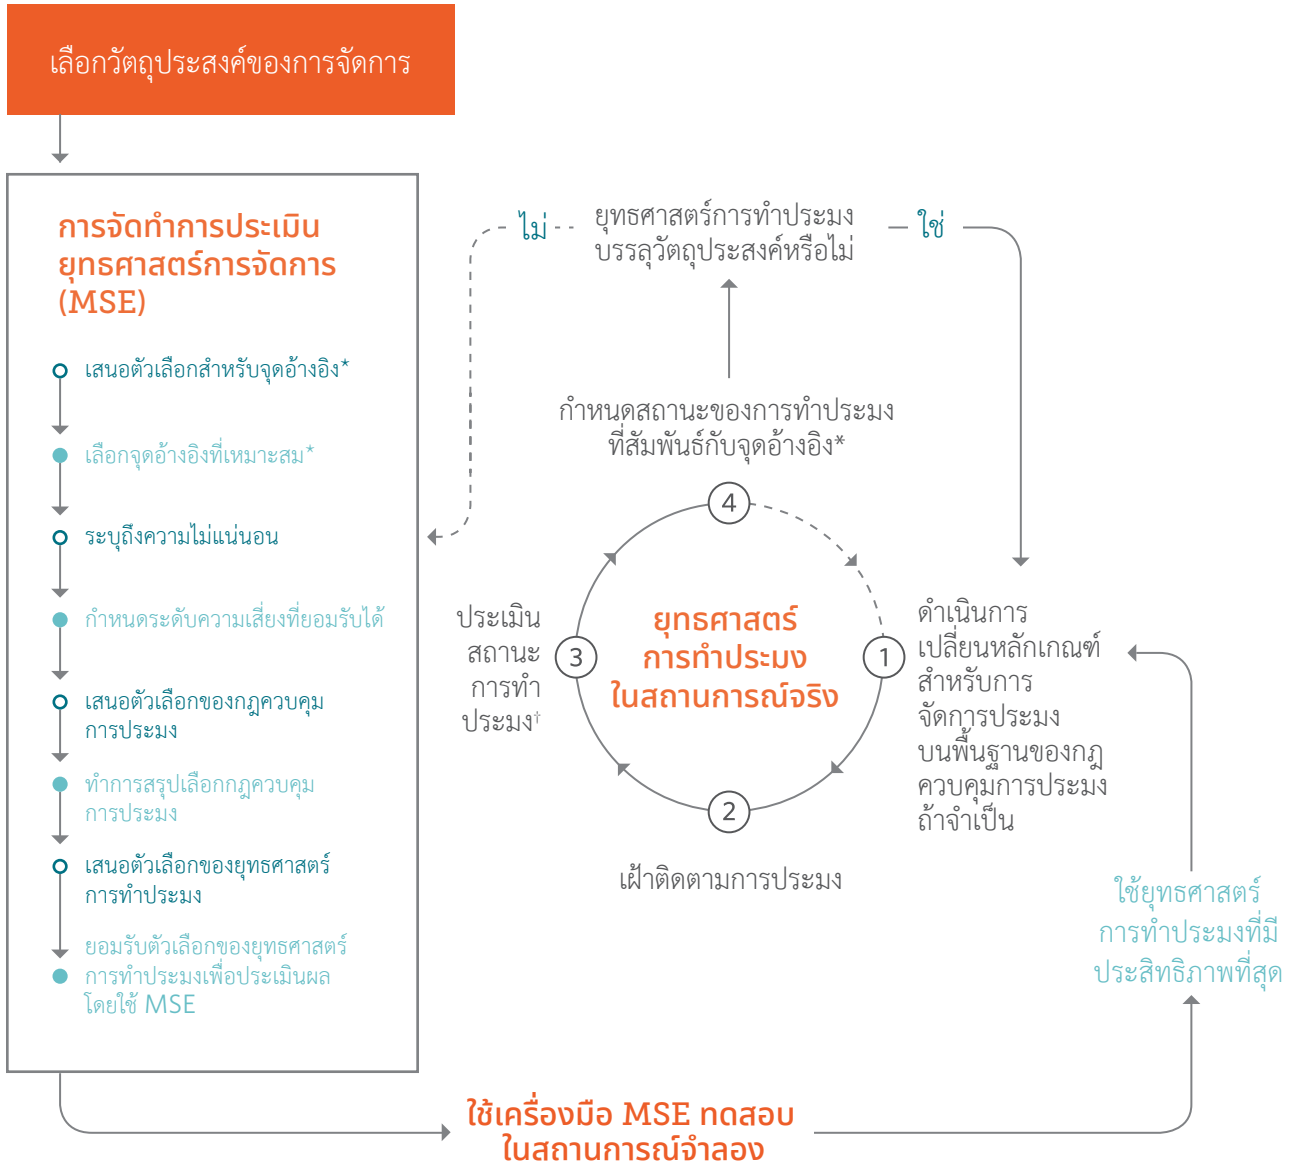 เลือกวัตถุประสงค์ของการจัดการ
การจัดทำการประเมิน
ยุทธศาสตร์การจัดการ
(MSE)
เสนอตัวเลือกสำหรับจุดอ้างอิง*
เลือกจุดอ้างอิงที่เหมาะสม*
ระบุถึงความไม่แน่นอน
กำหนดระดับความเสี่ยงที่ยอมรับได้
เสนอตัวเลือกของกฎควบคุม
การประมง
ทำการสรุปเลือกกฎควบคุม
การประมง
เสนอตัวเลือกของยุทธศาสตร์
การทำประมง
ยอมรับตัวเลือกของยุทธศาสตร์
การทำประมงเพื่อประเมินผล
โดยใช้ MSE
ไม่
ยุทธศาสตร์การทำประมง
บรรลุวัตถุประสงค์หรือไม่
ใช่
กำหนดสถานะของการทำประมง
ที่สัมพันธ์กับจุดอ้างอิง*
4
ประเมิน
สถานะ
การทำ
ประมง†
3
ยุทธศาสตร์
การทำประมง
ในสถานการณ์จริง
1
ดำเนินการ
เปลี่ยนหลักเกณฑ์
สำหรับการ
จัดการประมง
บนพื้นฐานของกฎ
ควบคุมการประมง
ถ้าจำเป็น
2
เฝ้าติดตามการประมง
ใช้ยุทธศาสตร์
การทำประมงที่มี
ประสิทธิภาพที่สุด
ใช้เครื่องมือ MSE ทดสอบ
ในสถานการณ์จำลอง